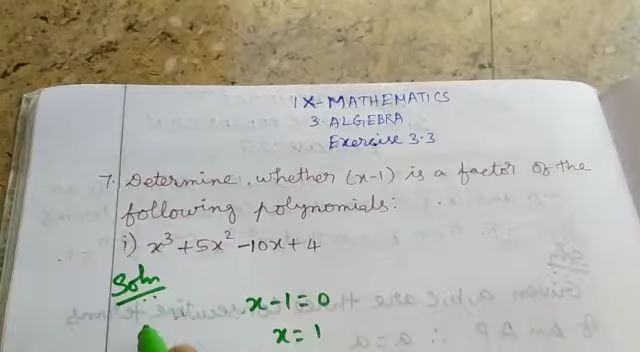 IX-MATHEMATICS
3. ALGEBRA
Exercise 3.3
7. Determine, whether (x-1) is a factor of the
following polynomials:
i) x³+5x²-10x+4
Soln
x-1=0
x=1